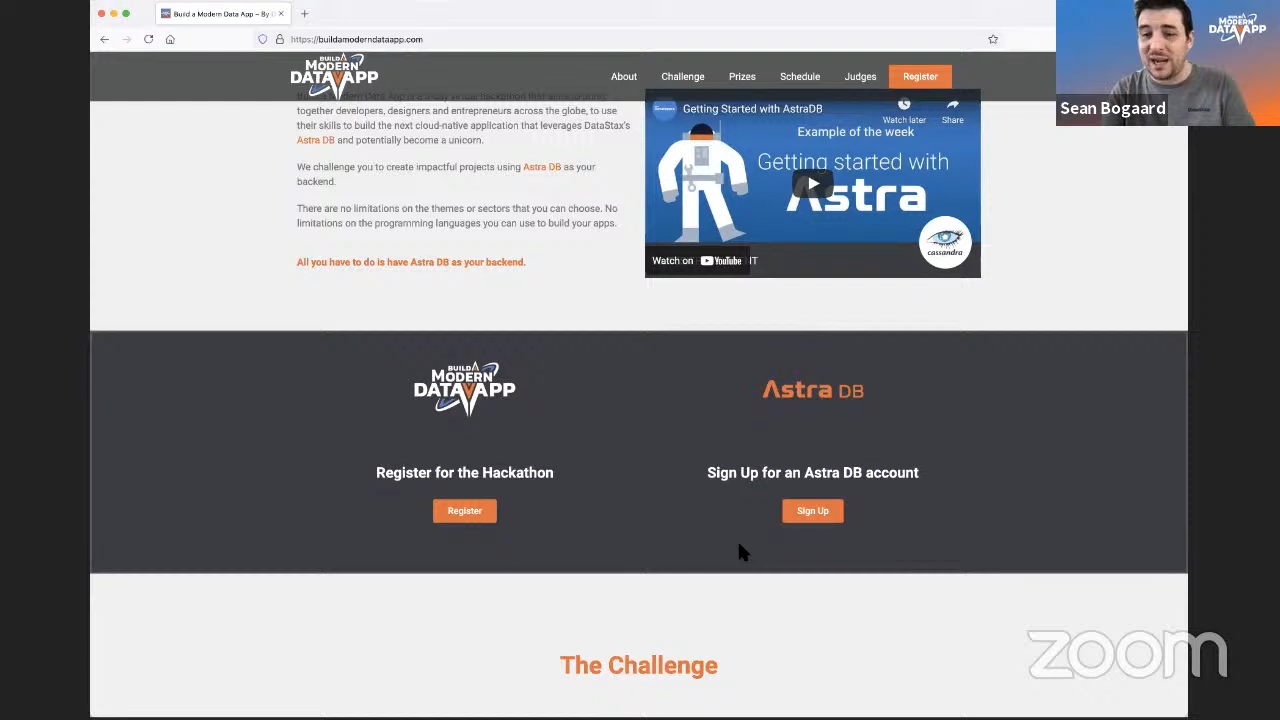 Build a Modern Data App – By
https://buildamoderndataapp.com
BUILD A
MODERN
DATA APP
About
Challenge
Prizes
Schedule
Judges
Register
together developers, designers and entrepreneurs across the globe, to use
their skills to build the next cloud-native application that leverages DataStax's
Astra DB and potentially become a unicorn.
We challenge you to create impactful projects using Astra DB as your
backend.
There are no limitations on the themes or sectors that you can choose. No
limitations on the programming languages you can use to build your apps.
All you have to do is have Astra DB as your backend.
Getting Started with AstraDB
Watch later
Share
Example of the week
Getting started with
Astra
cassandra
Watch on YouTube
IT
BUILD A
MODERN
DATA APP
Register for the Hackathon
Register
Astra DB
Sign Up for an Astra DB account
Sign Up
The Challenge
Sean Bogaard
BUILD A
MODERN
DATA APP
zoom